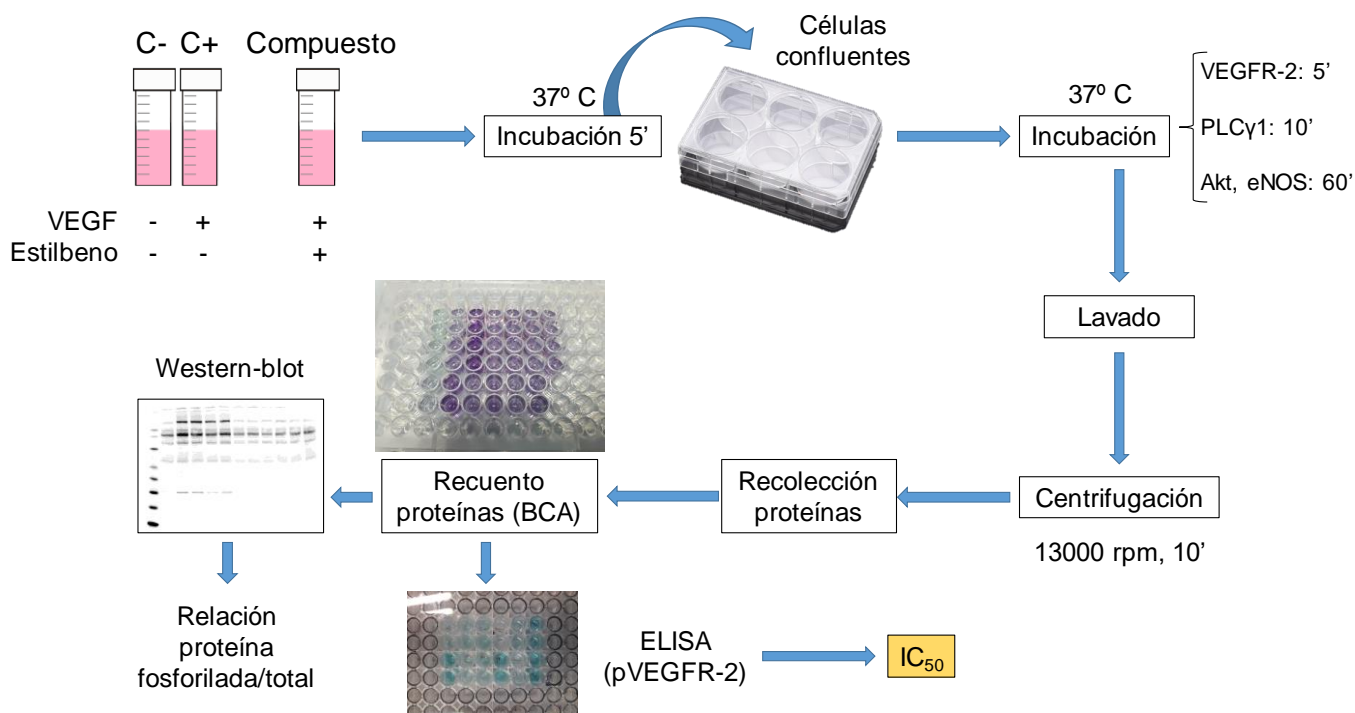 C- C+ Compuesto
VEGF - + +
Estilbeno - - +
37º C
Incubación 5’
Células
confluentes
37º C
Incubación
VEGFR-2: 5’
PLCγ1: 10’
Akt, eNOS: 60’
Lavado
Centrifugación
13000 rpm, 10’
Recolección
proteínas
Recuento
proteínas (BCA)
Western-blot
Relación
proteína
fosforilada/total
ELISA
(pVEGFR-2)
IC50